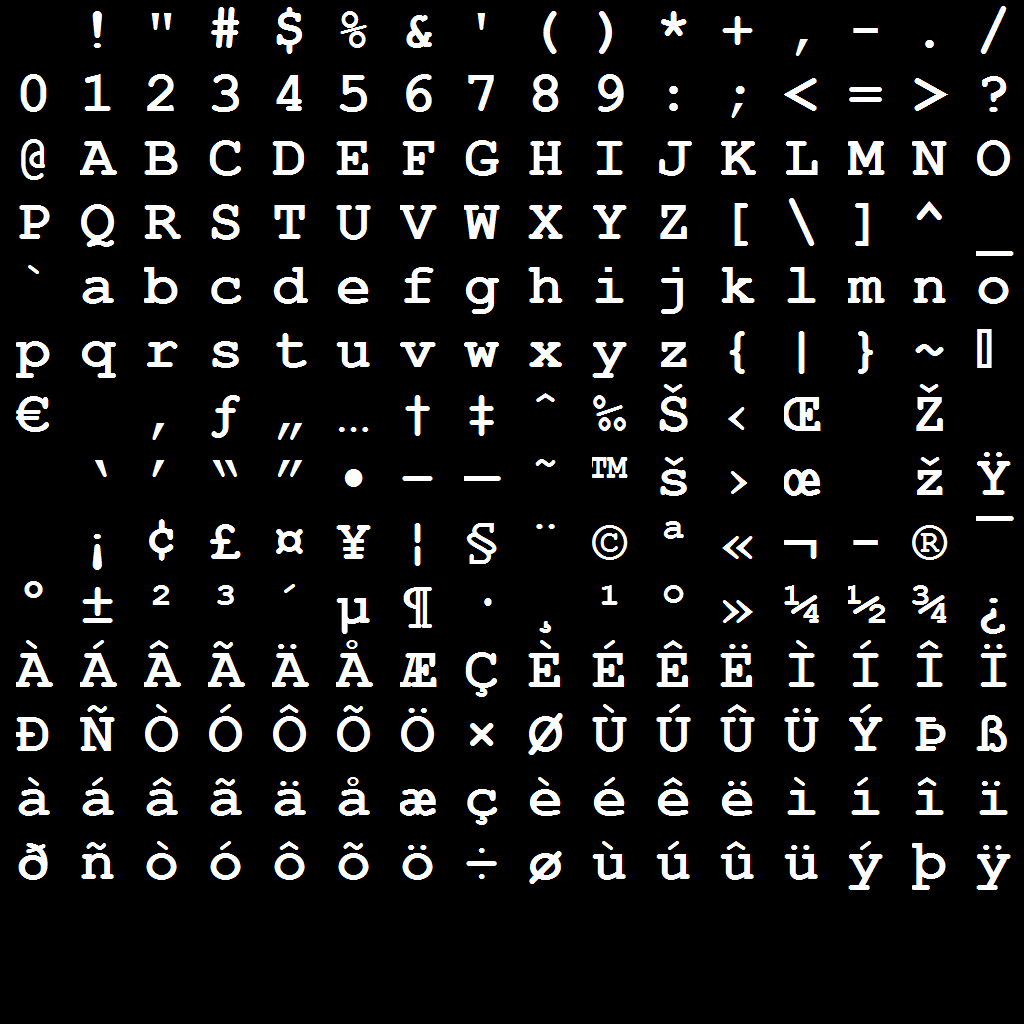 ! " # $ % & ' ( ) * + , - . /
0 1 2 3 4 5 6 7 8 9 : ; < = > ?
@ A B C D E F G H I J K L M N O
P Q R S T U V W X Y Z [ \ ] ^ _
` a b c d e f g h i j k l m n o
p q r s t u v w x y z { | } ~ ▯
€ ‚ ƒ „ … † ‡ ˆ ‰ Š ‹ Œ Ž
‘ ’ “ ” • – — ˜ ™ š › œ ž Ÿ
¡ ¢ £ ¤ ¥ ¦ § ¨ © ª « ¬ - ® ¯
° ± ² ³ ´ µ ¶ · ¸ ¹ º » ¼ ½ ¾ ¿
À Á Â Ã Ä Å Æ Ç È É Ê Ë Ì Í Î Ï
Ð Ñ Ò Ó Ô Õ Ö × Ø Ù Ú Û Ü Ý Þ ß
à á â ã ä å æ ç è é ê ë ì í î ï
ð ñ ò ó ô õ ö ÷ ø ù ú û ü ý þ ÿ